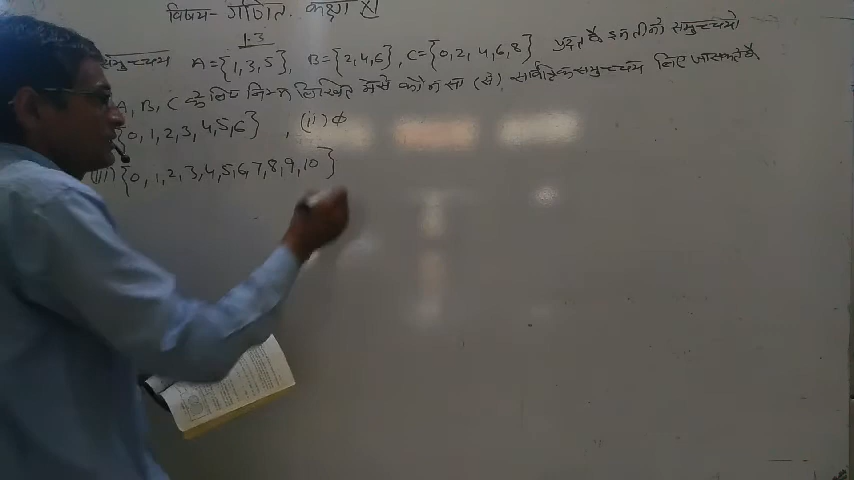 विषय- गणित. कक्षा XI
1.3
समुच्चय A={1,3,5}, B={2,4,6}, C={0,2,4,6,8} प्रदत्त है इन तीनो समुच्चयो
A, B, C के लिए निम्न लिखित मेसे कौन सा (से) सार्वत्रिक समुच्चय लिए जा सकते है
{0,1,2,3,4,5,6} , (ii) ϕ
(iii) {0,1,2,3,4,5,6,7,8,9,10}